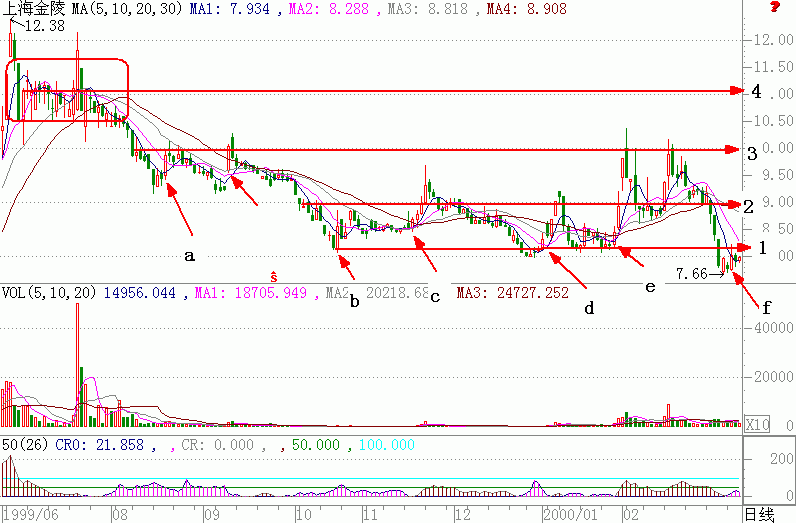 上海金陵 MA(5,10,20,30) MA1: 7.934 , MA2: 8.288 , MA3: 8.818 , MA4: 8.908 ?
12.38
12.00
11.50
4 .00
10.50
3 0.00
9.50
9.00
2
8 50
1
00
a
b
c
d
e
f
ŝ
7.66
VOL(5,10,20) 14956.044 , MA1: 18705.949 , MA2 20218.68 MA3: 24727.252
40000
20000
X10 0
50(26) CR0: 21.858 , , CR: 0.000 , , 50.000 , 100.000
200
0
1999/06 08 09 10 11 12 2000/01 02 日线